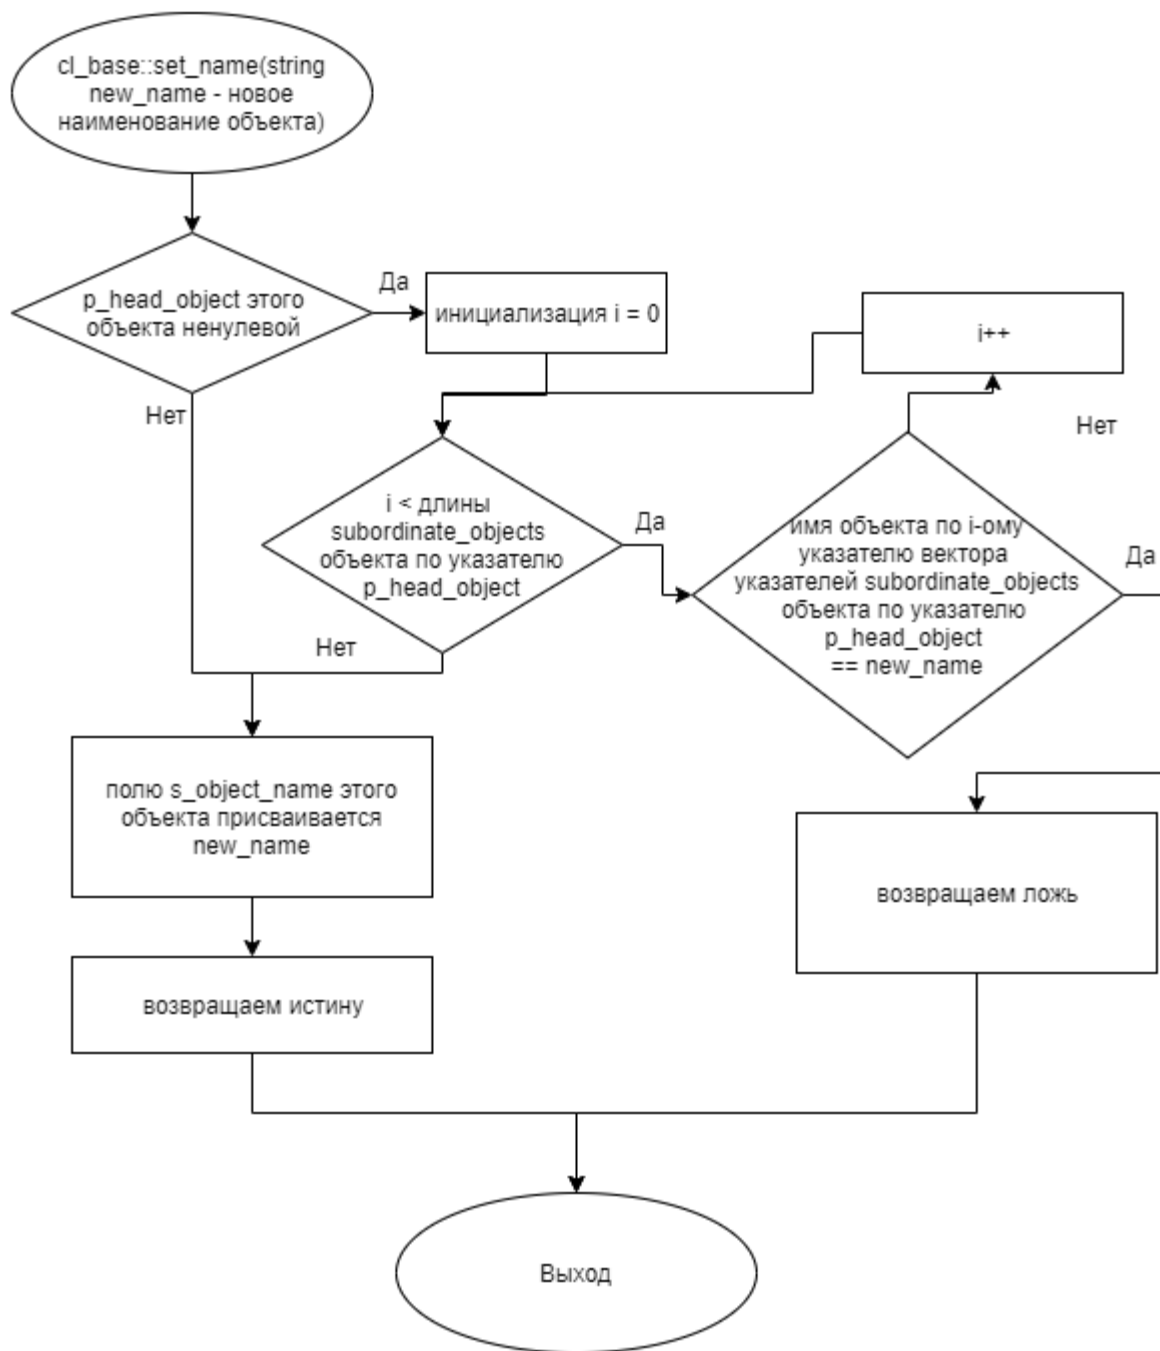 cl_base::set_name(string
new_name - новое
наименование объекта)
p_head_object этого
объекта ненулевой
Да
инициализация i = 0
i++
Нет
Нет
i < длины
subordinate_objects
объекта по указателю
p_head_object
Да
имя объекта по i-ому
указателю вектора
указателей subordinate_objects
объекта по указателю
p_head_object
== new_name
Да
Нет
полю s_object_name этого
объекта присваивается
new_name
возвращаем ложь
возвращаем истину
Выход